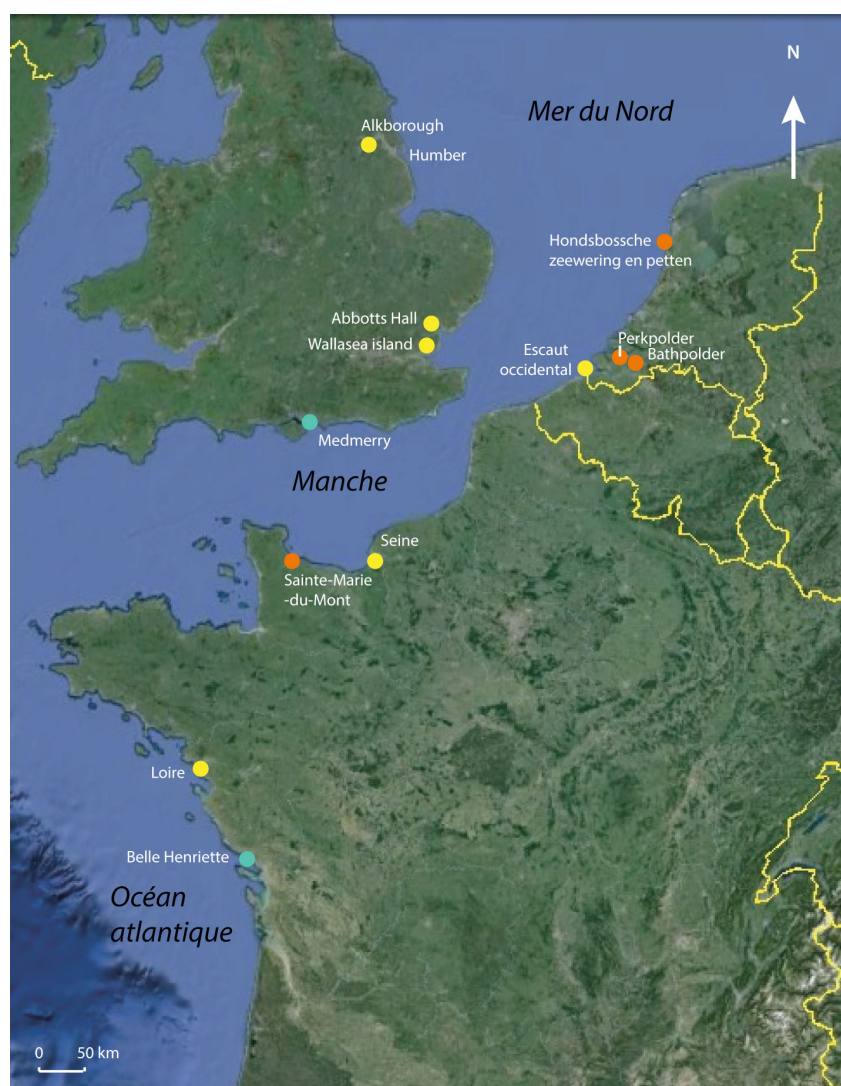 N
Mer du Nord
Alkborough
Humber
Hondsbossche
zeewering en petten
Abbotts Hall
Wallasea island
Perkpolder
Bathpolder
Escaut
occidental
Medmerry
Manche
Seine
Sainte-Marie
-du-Mont
Loire
Belle Henriette
Océan
atlantique
0 50 km